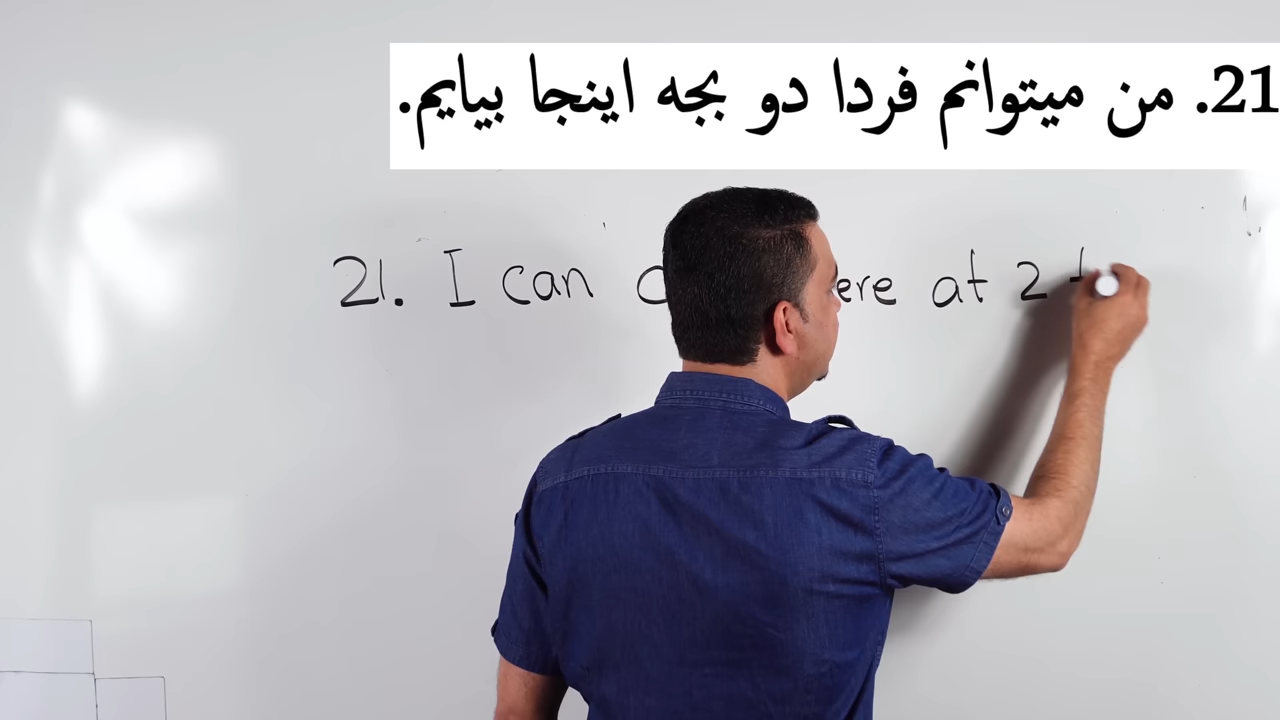 21. من میتوانم فردا دو بجه اینجا بیایم.
21. I can ere at 2 t